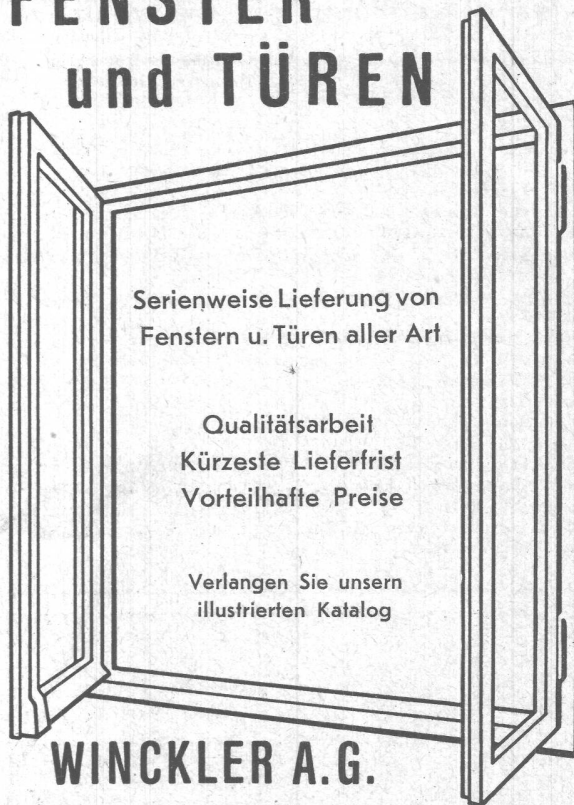 FENSTER
und TÜREN
Serienweise Lieferung von
Fenstern u. Türen aller Art
Qualitätsarbeit
Kürzeste Lieferfrist
Vorteilhafte Preise
Verlangen Sie unsern
illustrierten Katalog
WINCKLER A.G.